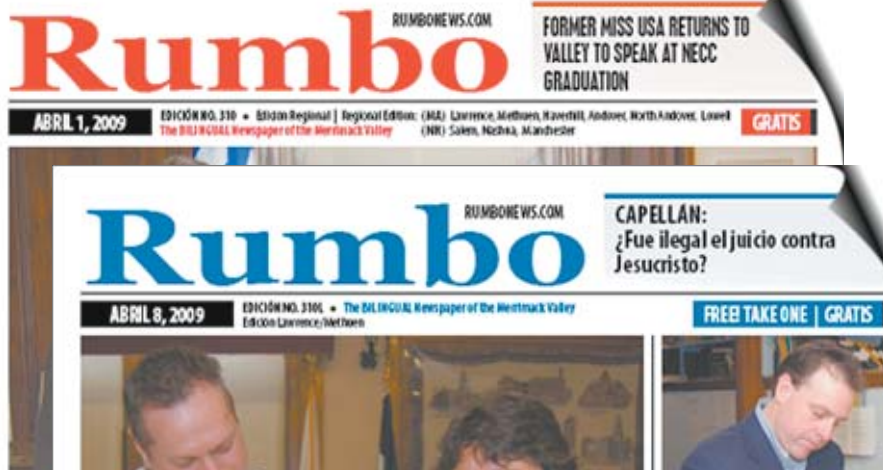 RUMBONEWS.COM
Rumbo
FORMER MISS USA RETURNS TO
VALLEY TO SPEAK AT NECC
GRADUATION
ABRIL 1, 2009
EDICIÓN NO. 310 • Edición Regional | Regional Edition: (MA) Lawrence, Methuen, Haverhill, Andover, North Andover, Lowell
The BILINGUAL Newspaper of the Merrimack Valley (NH) Salem, Nashua, Manchester
GRATIS
RUMBONEWS.COM
Rumbo
CAPELLÁN:
¿Fue ilegal el juicio contra
Jesucristo?
ABRIL 8, 2009
EDICIÓN NO. 310L • The BILINGUAL Newspaper of the Merrimack Valley
Edición Lawrence/Methuen
FREE! TAKE ONE | GRATIS